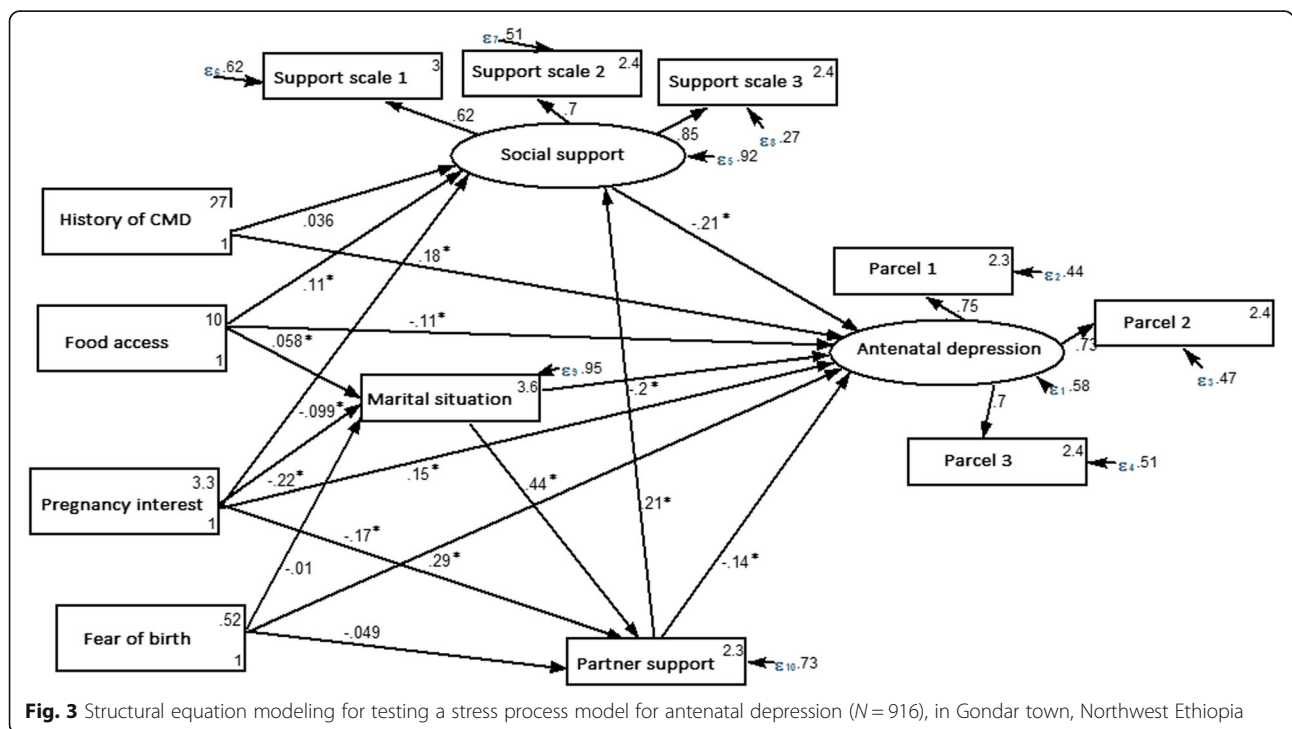 ε7 .51
ε6 .62
Support scale 1 3
Support scale 2 2.4
Support scale 3 2.4
.62
.7
.85
ε8 .27
Social support
ε5 .92
History of CMD 27 1
.036
-.21*
.18*
.11*
Parcel 1 2.3
ε2 .44
.75
Food access 10 1
-.11*
Parcel 2 2.4
.73
Antenatal depression
.058*
ε9 .95
Marital situation 3.6
-.2*
ε3 .47
ε1 .58
.7
-.099*
Parcel 3 2.4
ε4 .51
Pregnancy interest 3.3 1
-.22*
.15*
.44*
.21*
-.17*
.29*
-.14*
-.01
Fear of birth .52 1
-.049
Partner support 2.3
ε10 .73
Fig. 3 Structural equation modeling for testing a stress process model for antenatal depression (N = 916), in Gondar town, Northwest Ethiopia